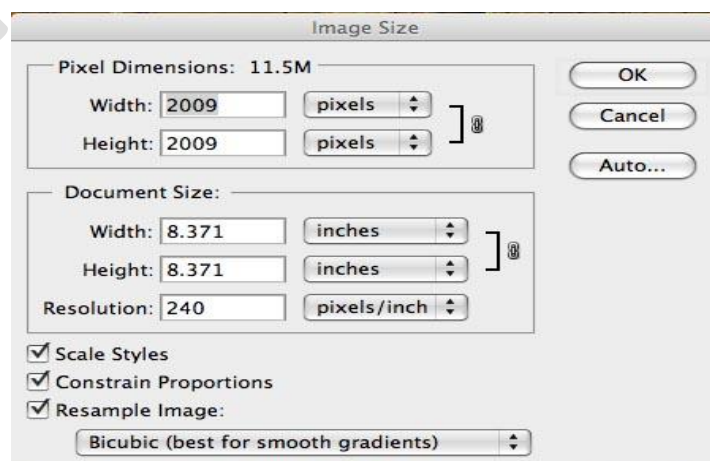 Image Size
Pixel Dimensions: 11.5M
Width: 2009 pixels
Height: 2009 pixels
OK
Cancel
Auto...
Document Size:
Width: 8.371 inches
Height: 8.371 inches
Resolution: 240 pixels/inch
Scale Styles
Constrain Proportions
Resample Image:
Bicubic (best for smooth gradients)